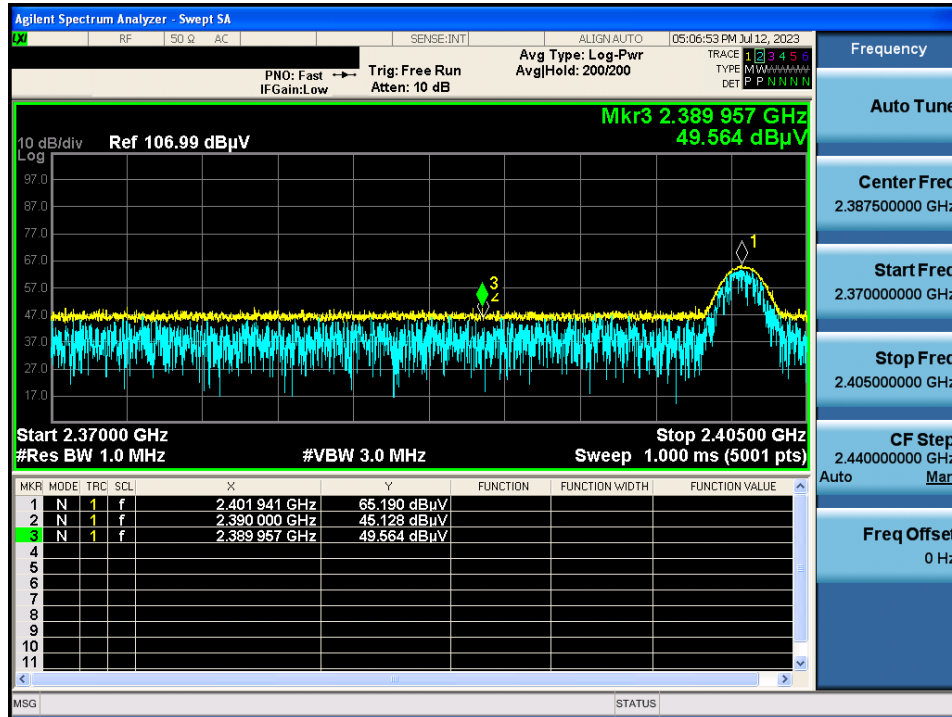 Agilent Spectrum Analyzer - Swept SA
LXI RF 50 Ω AC SENSE:INT ALIGN AUTO 05:06:53 PM Jul 12, 2023
PNO: Fast
IFGain:Low
Trig: Free Run
Atten: 10 dB
Avg Type: Log-Pwr
Avg|Hold: 200/200
TRACE 1 2 3 4 5 6
TYPE M
DET P P N N N N
Mkr3 2.389 957 GHz
49.564 dBµV
10 dB/div Ref 106.99 dBµV
Log
97.0
87.0
77.0
67.0
57.0
47.0
37.0
27.0
17.0
1
3
2
Start 2.37000 GHz Stop 2.40500 GHz
#Res BW 1.0 MHz #VBW 3.0 MHz Sweep 1.000 ms (5001 pts)
MKR MODE TRC SCL X Y FUNCTION FUNCTION WIDTH FUNCTION VALUE
1 N 1 f 2.401 941 GHz 65.190 dBµV
2 N 1 f 2.390 000 GHz 45.128 dBµV
3 N 1 f 2.389 957 GHz 49.564 dBµV
4
5
6
7
8
9
10
11
MSG STATUS
Frequency
Auto Tune
Center Freq
2.387500000 GHz
Start Freq
2.370000000 GHz
Stop Freq
2.405000000 GHz
CF Step
2.440000000 GHz
Auto Man
Freq Offset
0 Hz